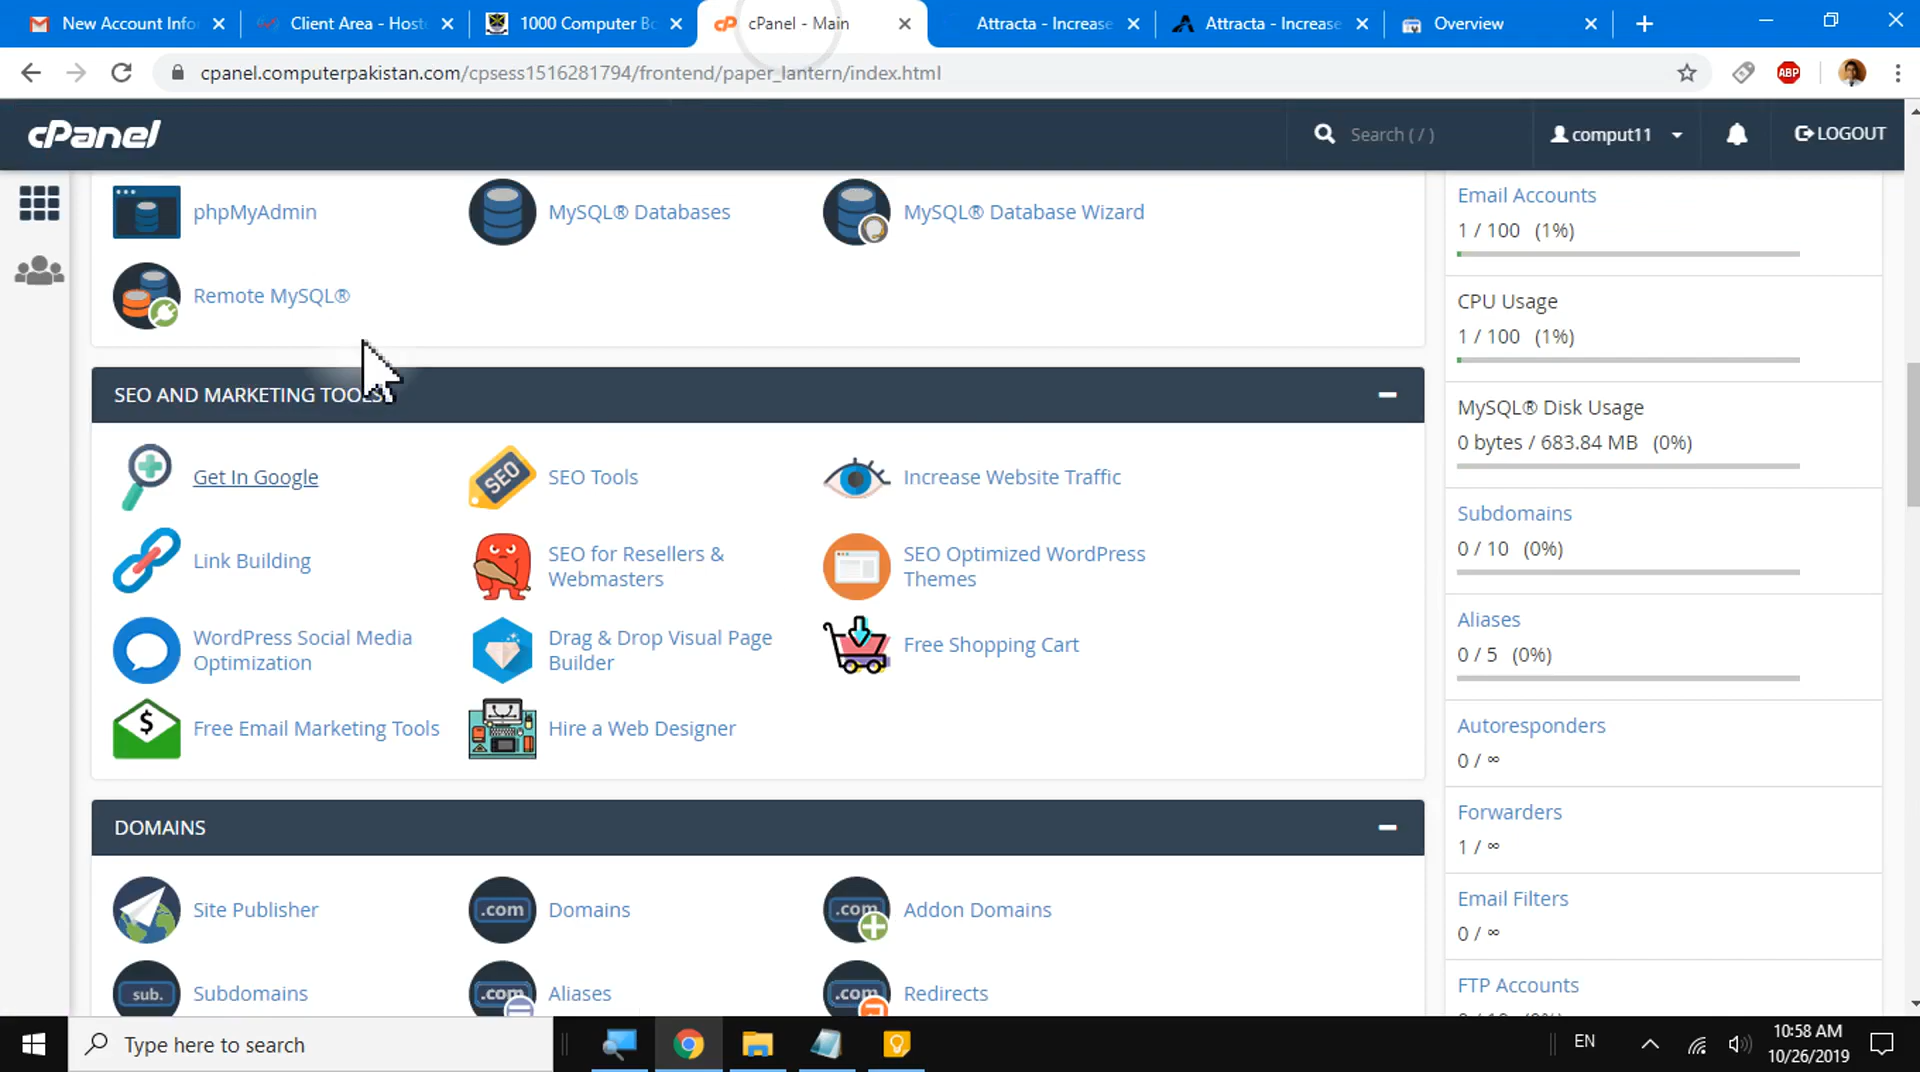 New Account Info
Client Area - Hoste
1000 Computer Bo
cPanel - Main
Attracta - Increase
Attracta - Increase
Overview
cpanel.computerpakistan.com/cpsess1516281794/frontend/paper_lantern/index.html
ABP
cPanel
Search ( / )
comput11
LOGOUT
phpMyAdmin
MySQL® Databases
MySQL® Database Wizard
Remote MySQL®
SEO AND MARKETING TOOLS
Get In Google
SEO
SEO Tools
Increase Website Traffic
Link Building
SEO for Resellers &
Webmasters
SEO Optimized WordPress
Themes
WordPress Social Media
Optimization
Drag & Drop Visual Page
Builder
Free Shopping Cart
$
Free Email Marketing Tools
Hire a Web Designer
DOMAINS
Site Publisher
.com
Domains
.com
Addon Domains
sub.
Subdomains
.com
Aliases
.com
Redirects
Email Accounts
1 / 100 (1%)
CPU Usage
1 / 100 (1%)
MySQL® Disk Usage
0 bytes / 683.84 MB (0%)
Subdomains
0 / 10 (0%)
Aliases
0 / 5 (0%)
Autoresponders
0 / ∞
Forwarders
1 / ∞
Email Filters
0 / ∞
FTP Accounts
Type here to search
EN
10:58 AM
10/26/2019